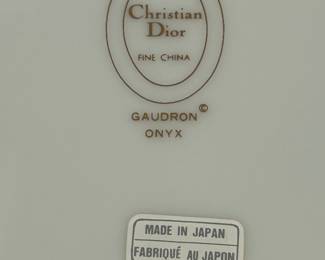 Christian
Dior
FINE CHINA
GAUDRON©
ONYX
MADE IN JAPAN
FABRIQUÉ AU JAPON